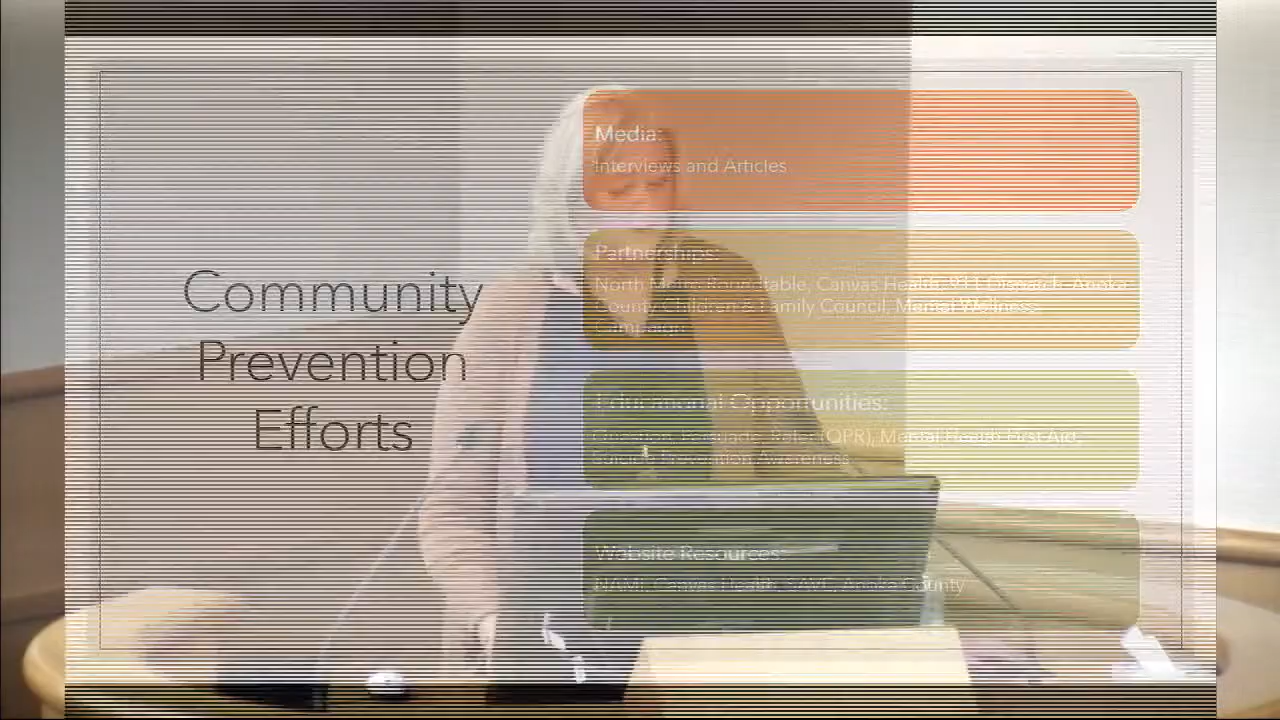 Community
Prevention
Efforts
Media:
Interviews and Articles
Partnerships:
North Metro Roundtable, Canvas Health, 911 Dispatch, Anoka
County Children & Family Council, Mental Wellness
Campaign
Educational Opportunities:
Question, Persuade, Refer (QPR), Mental Health First Aid,
Suicide Prevention Awareness
Website Resources:
NAMI, Canvas Health, SAVE, Anoka County